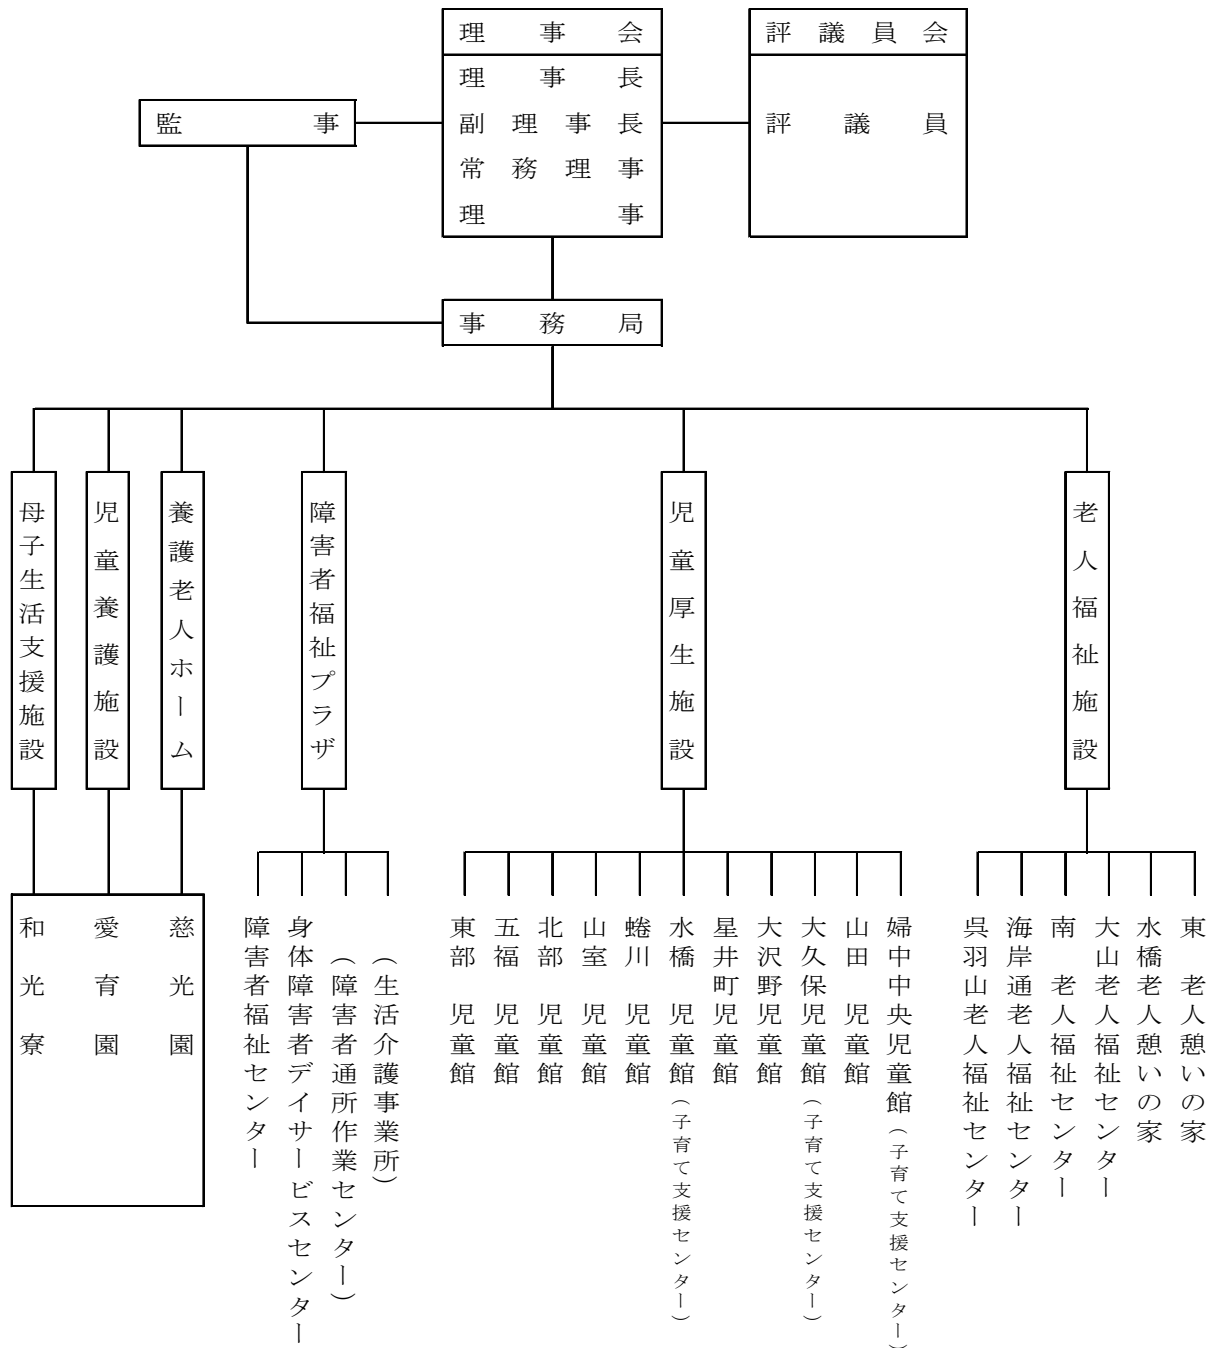 理事会
理事長
副理事長
常務理事
理事
評議員会
評議員
監事
事務局
母子生活支援施設
児童養護施設
養護老人ホーム
障害者福祉プラザ
児童厚生施設
老人福祉施設
和光寮
愛育園
慈光園
障害者福祉センター
身体障害者デイサービスセンター
(障害者通所作業センター)
(生活介護事業所)
東部 児童館
五福 児童館
北部 児童館
山室 児童館
蜷川 児童館
水橋 児童館(子育て支援センター)
星井町児童館
大沢野児童館
大久保児童館(子育て支援センター)
山田 児童館
婦中中央児童館(子育て支援センター)
呉羽山老人福祉センター
海岸通老人福祉センター
南 老人福祉センター
大山老人福祉センター
水橋老人憩いの家
東 老人憩いの家